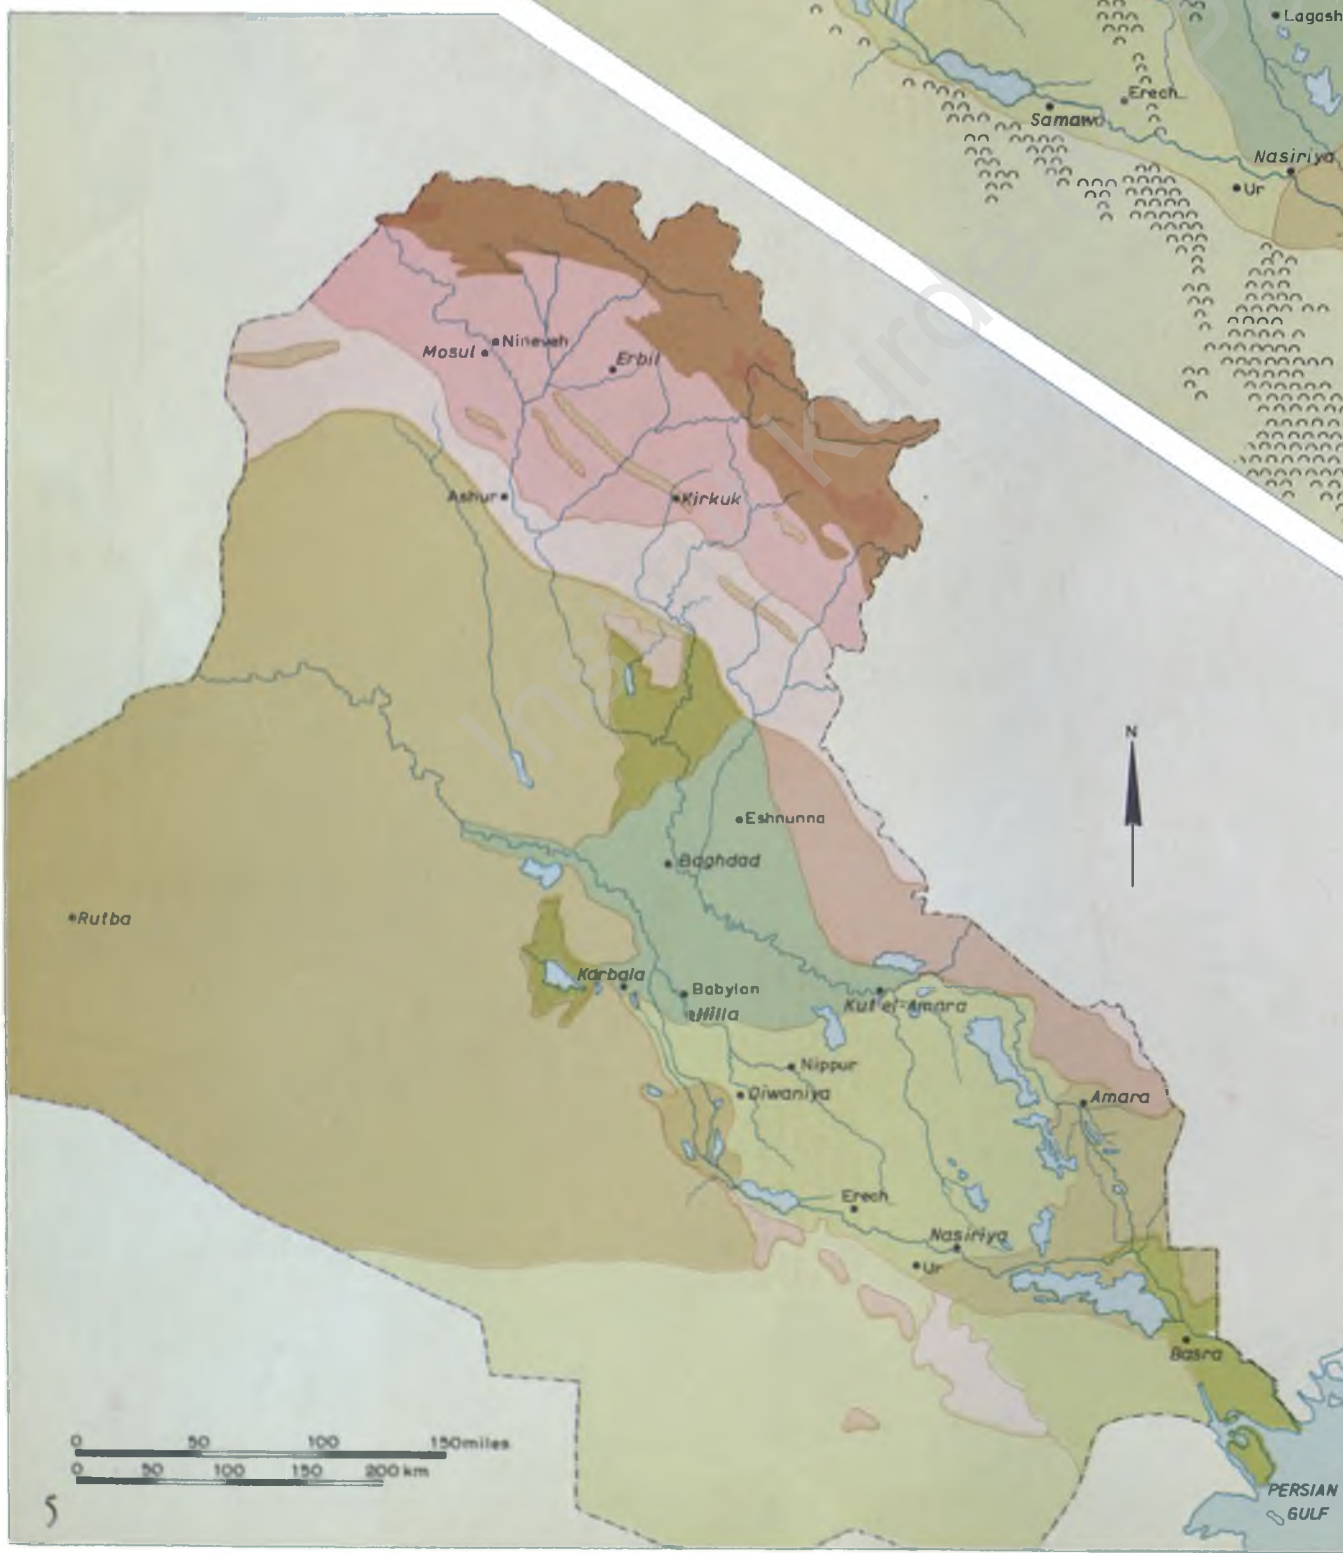 Lagash
Erech
Samawa
Nasiriya
Ur
Nineveh
Mosul
Erbil
Ashur
Kirkuk
N
Eshnunna
Baghdad
Rutba
Karbala
Babylon
Hilla
Kut el-Amara
Nippur
Diwaniya
Amara
Erech
Nasiriya
Ur
Basra
0 50 100 150 miles
0 50 100 150 200 km
PERSIAN
GULF
5